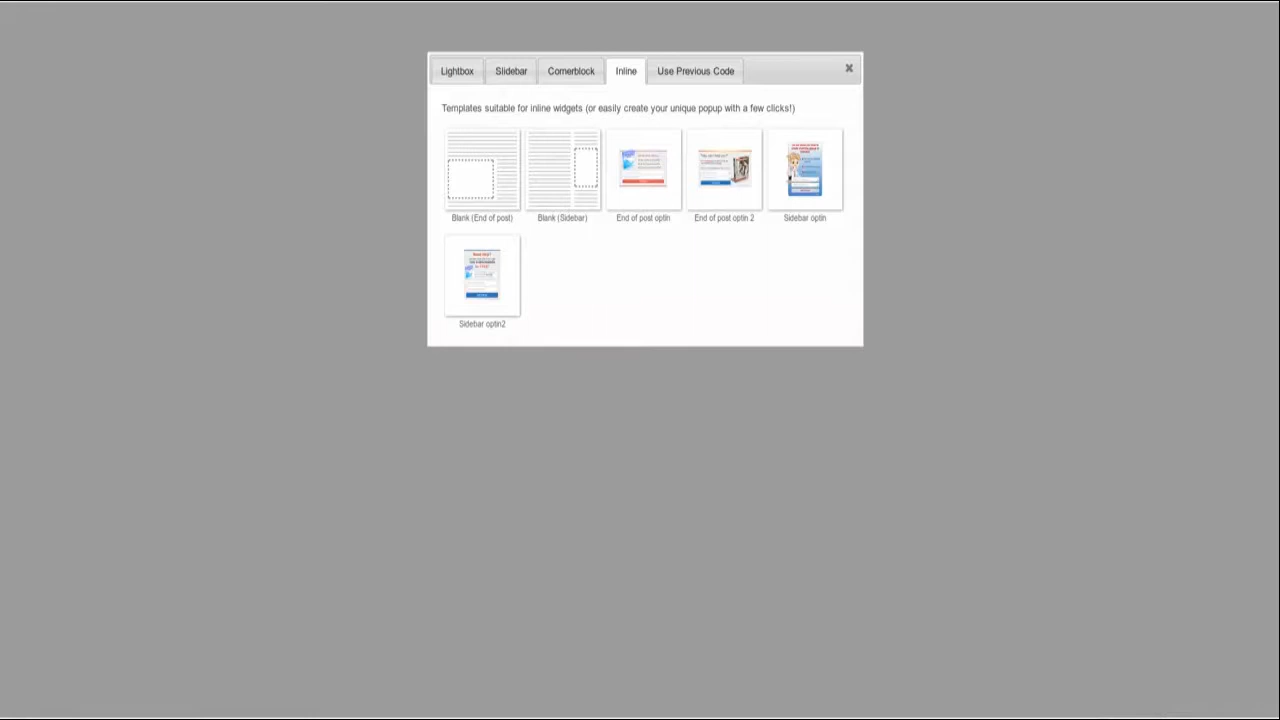 Lightbox Slidebar Cornerblock Inline Use Previous Code
Templates suitable for inline widgets (or easily create your unique popup with a few clicks!)
Blank (End of post) Blank (Sidebar) End of post optin End of post optin 2 Sidebar optin
Sidebar optin2